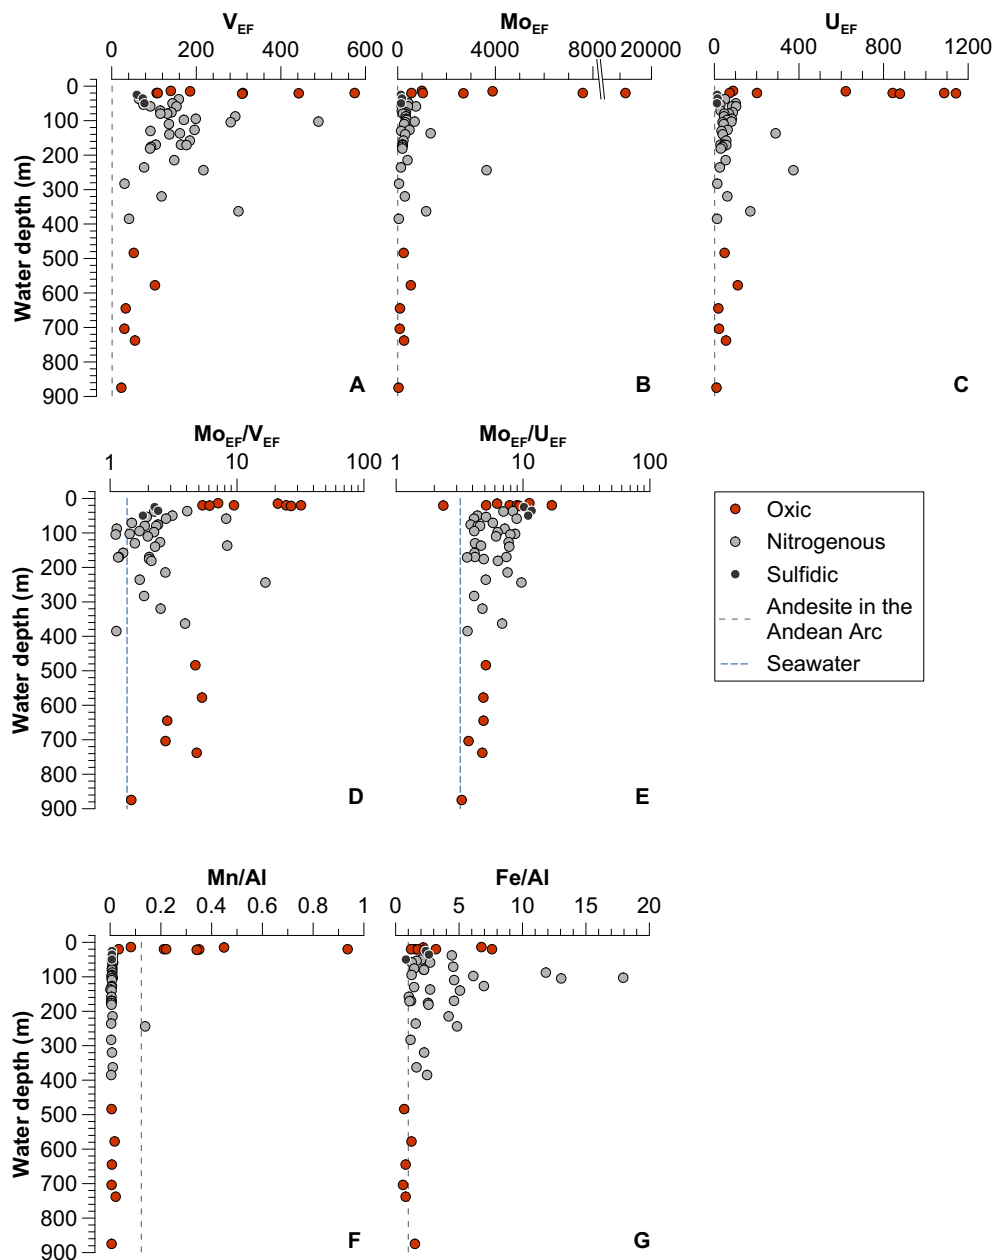 V_EF Mo_EF U_EF
0 200 400 600 0 4000 8000 20000 0 400 800 1200
0
100
200
300
400
500
600
700
800
900
Water depth (m)
A B C
Mo_EF/V_EF Mo_EF/U_EF
1 10 100 1 10 100
0
100
200
300
400
500
600
700
800
900
Water depth (m)
D E
Oxic
Nitrogenous
Sulfidic
Andesite in the
Andean Arc
Seawater
Mn/Al Fe/Al
0 0.2 0.4 0.6 0.8 1 0 5 10 15 20
0
100
200
300
400
500
600
700
800
900
Water depth (m)
F G